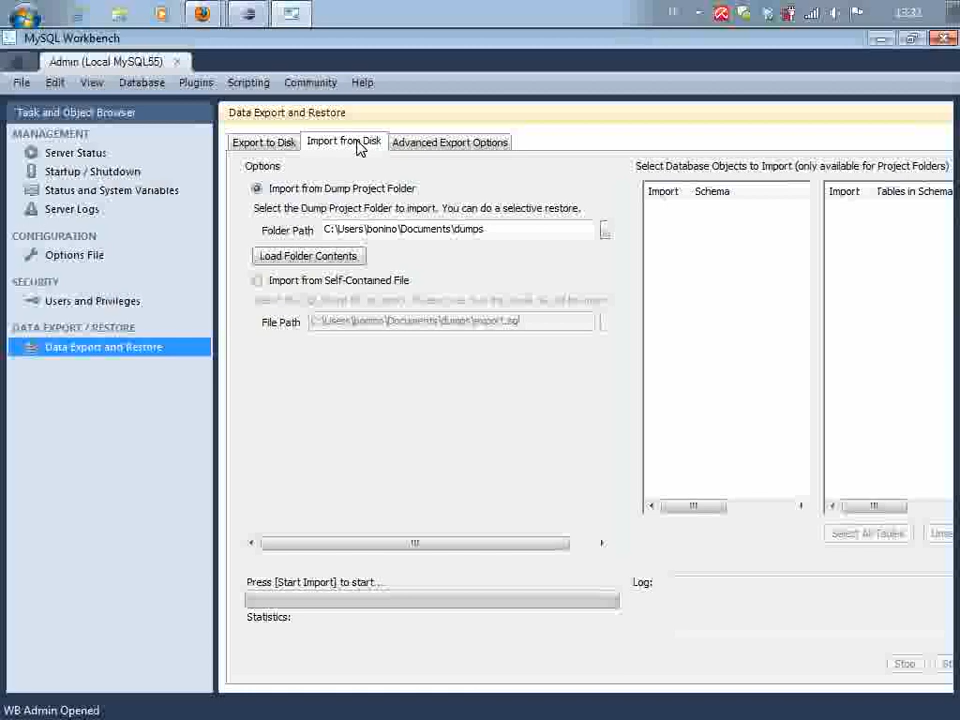 13:31
MySQL Workbench
Admin (Local MySQL55)
File Edit View Database Plugins Scripting Community Help
Task and Object Browser
MANAGEMENT
Server Status
Startup / Shutdown
Status and System Variables
Server Logs
CONFIGURATION
Options File
SECURITY
Users and Privileges
DATA EXPORT / RESTORE
Data Export and Restore
Data Export and Restore
Export to Disk Import from Disk Advanced Export Options
Options
Import from Dump Project Folder
Select the Dump Project Folder to import. You can do a selective restore.
Folder Path C:\Users\bonino\Documents\dumps
Load Folder Contents
Import from Self-Contained File
File Path C:\Users\bonino\Documents\dumps\export.sql
Select Database Objects to Import (only available for Project Folders)
Import Schema
Import Tables in Schema
Select All Tables
Press [Start Import] to start...
Statistics:
Log:
Stop
WB Admin Opened